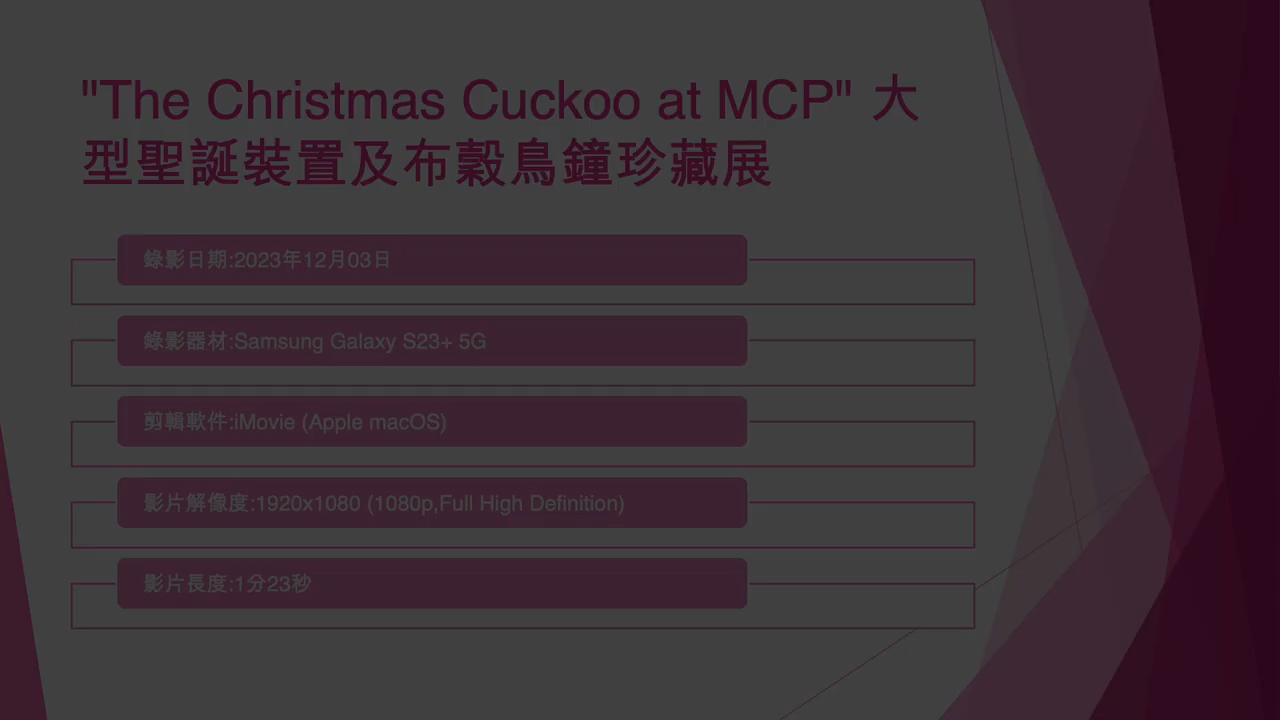 "The Christmas Cuckoo at MCP" 大
型聖誕裝置及布穀鳥鐘珍藏展
錄影日期:2023年12月03日
錄影器材:Samsung Galaxy S23+ 5G
剪輯軟件:iMovie (Apple macOS)
影片解像度:1920x1080 (1080p,Full High Definition)
影片長度:1分23秒